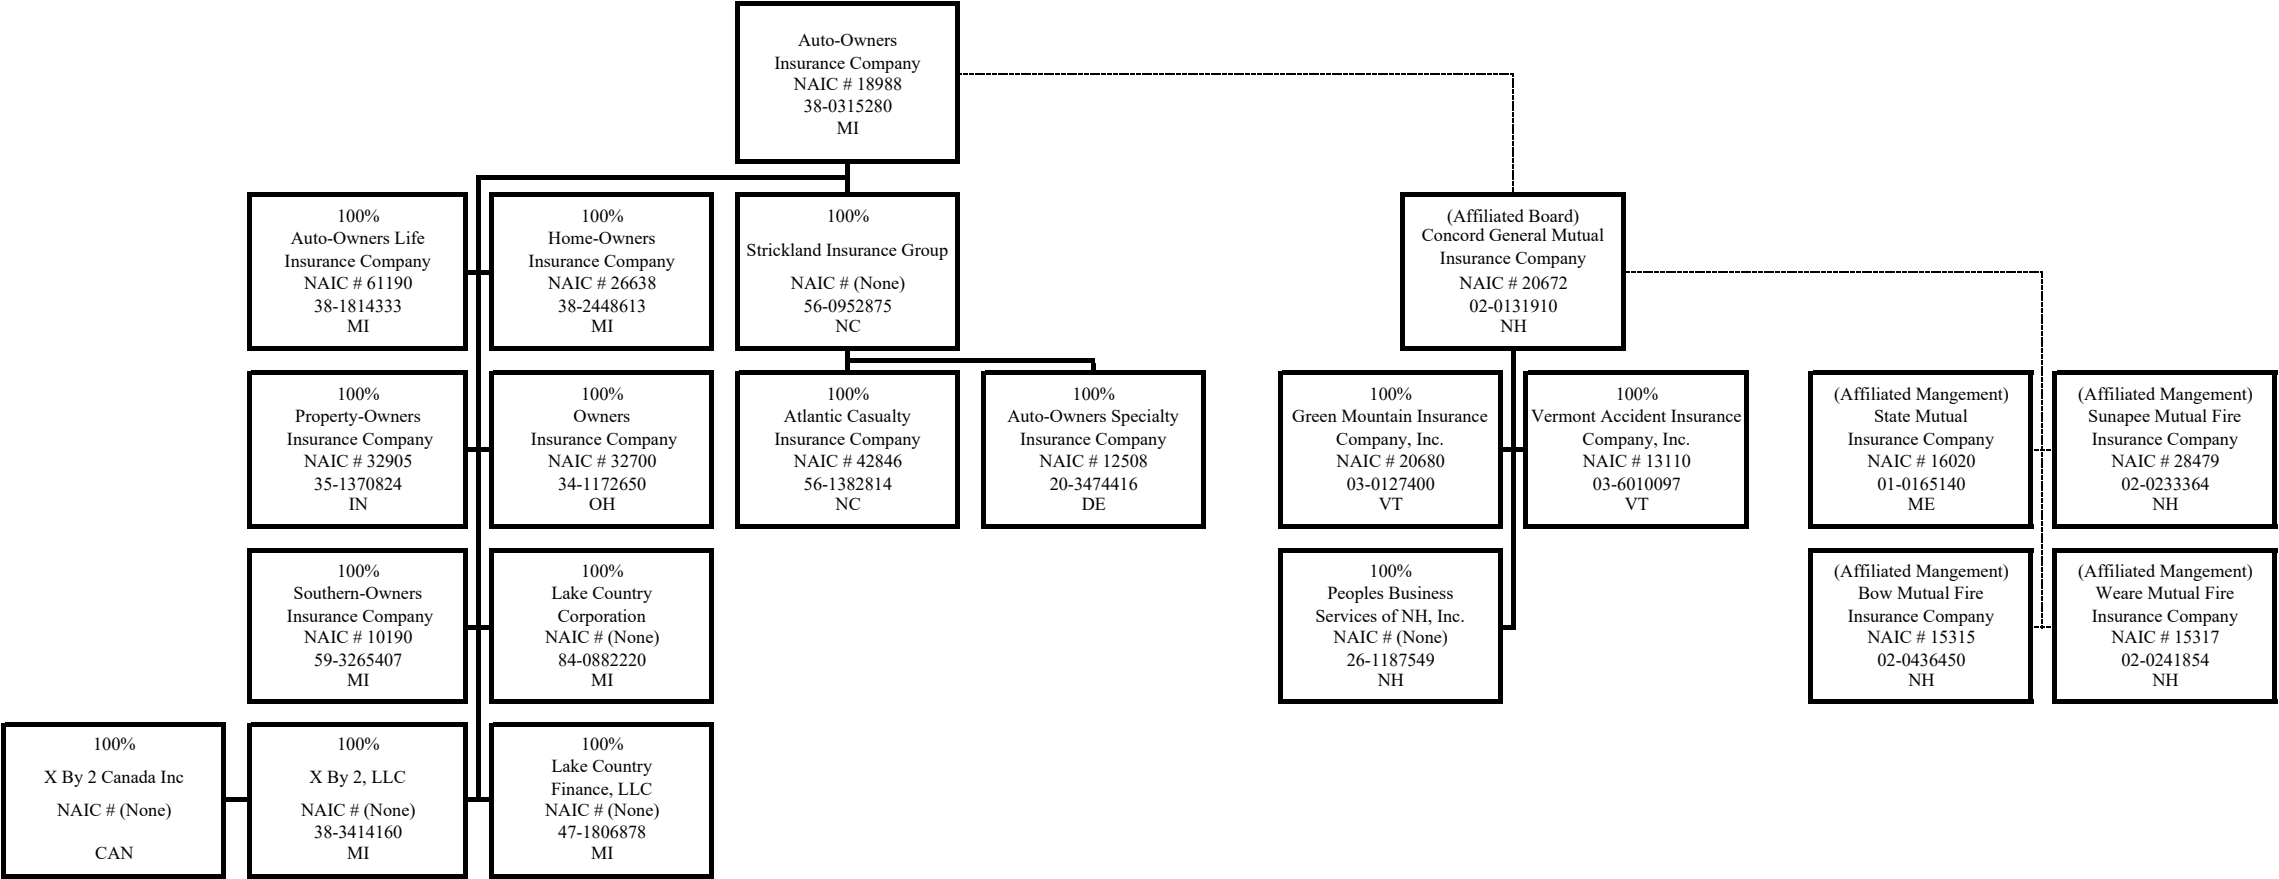 Auto-Owners
Insurance Company
NAIC # 18988
38-0315280
MI
100%
Auto-Owners Life
Insurance Company
NAIC # 61190
38-1814333
MI
100%
Home-Owners
Insurance Company
NAIC # 26638
38-2448613
MI
100%
Strickland Insurance Group
NAIC # (None)
56-0952875
NC
(Affiliated Board)
Concord General Mutual
Insurance Company
NAIC # 20672
02-0131910
NH
100%
Property-Owners
Insurance Company
NAIC # 32905
35-1370824
IN
100%
Owners
Insurance Company
NAIC # 32700
34-1172650
OH
100%
Atlantic Casualty
Insurance Company
NAIC # 42846
56-1382814
NC
100%
Auto-Owners Specialty
Insurance Company
NAIC # 12508
20-3474416
DE
100%
Green Mountain Insurance
Company, Inc.
NAIC # 20680
03-0127400
VT
100%
Vermont Accident Insurance
Company, Inc.
NAIC # 13110
03-6010097
VT
(Affiliated Mangement)
State Mutual
Insurance Company
NAIC # 16020
01-0165140
ME
(Affiliated Mangement)
Sunapee Mutual Fire
Insurance Company
NAIC # 28479
02-0233364
NH
100%
Southern-Owners
Insurance Company
NAIC # 10190
59-3265407
MI
100%
Lake Country
Corporation
NAIC # (None)
84-0882220
MI
100%
Peoples Business
Services of NH, Inc.
NAIC # (None)
26-1187549
NH
(Affiliated Mangement)
Bow Mutual Fire
Insurance Company
NAIC # 15315
02-0436450
NH
(Affiliated Mangement)
Weare Mutual Fire
Insurance Company
NAIC # 15317
02-0241854
NH
100%
X By 2 Canada Inc
NAIC # (None)
CAN
100%
X By 2, LLC
NAIC # (None)
38-3414160
MI
100%
Lake Country
Finance, LLC
NAIC # (None)
47-1806878
MI